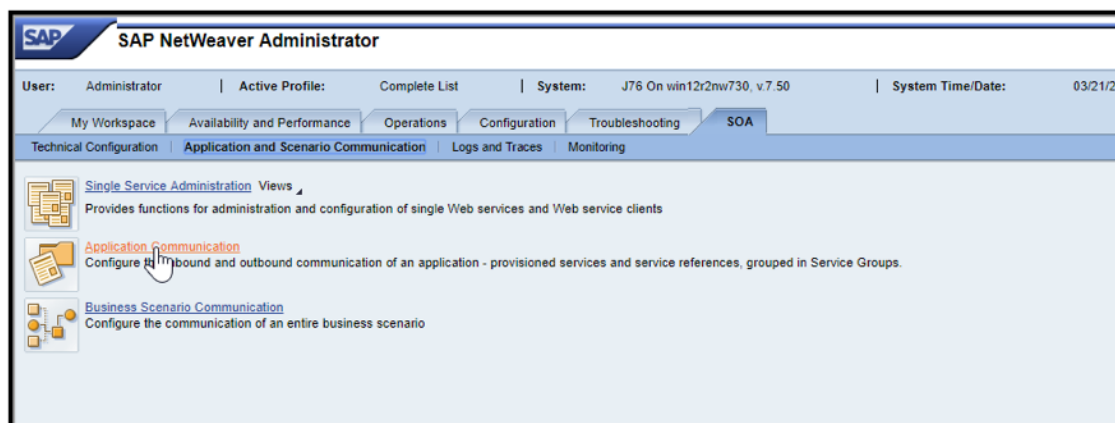 SAP SAP NetWeaver Administrator
User: Administrator | Active Profile: Complete List | System: J76 On win12r2nw730, v.7.50 | System Time/Date: 03/21/2
My Workspace Availability and Performance Operations Configuration Troubleshooting SOA
Technical Configuration | Application and Scenario Communication | Logs and Traces | Monitoring
Single Service Administration Views
Provides functions for administration and configuration of single Web services and Web service clients
Application Communication
Configure outbound communication of an application - provisioned services and service references, grouped in Service Groups.
Business Scenario Communication
Configure the communication of an entire business scenario